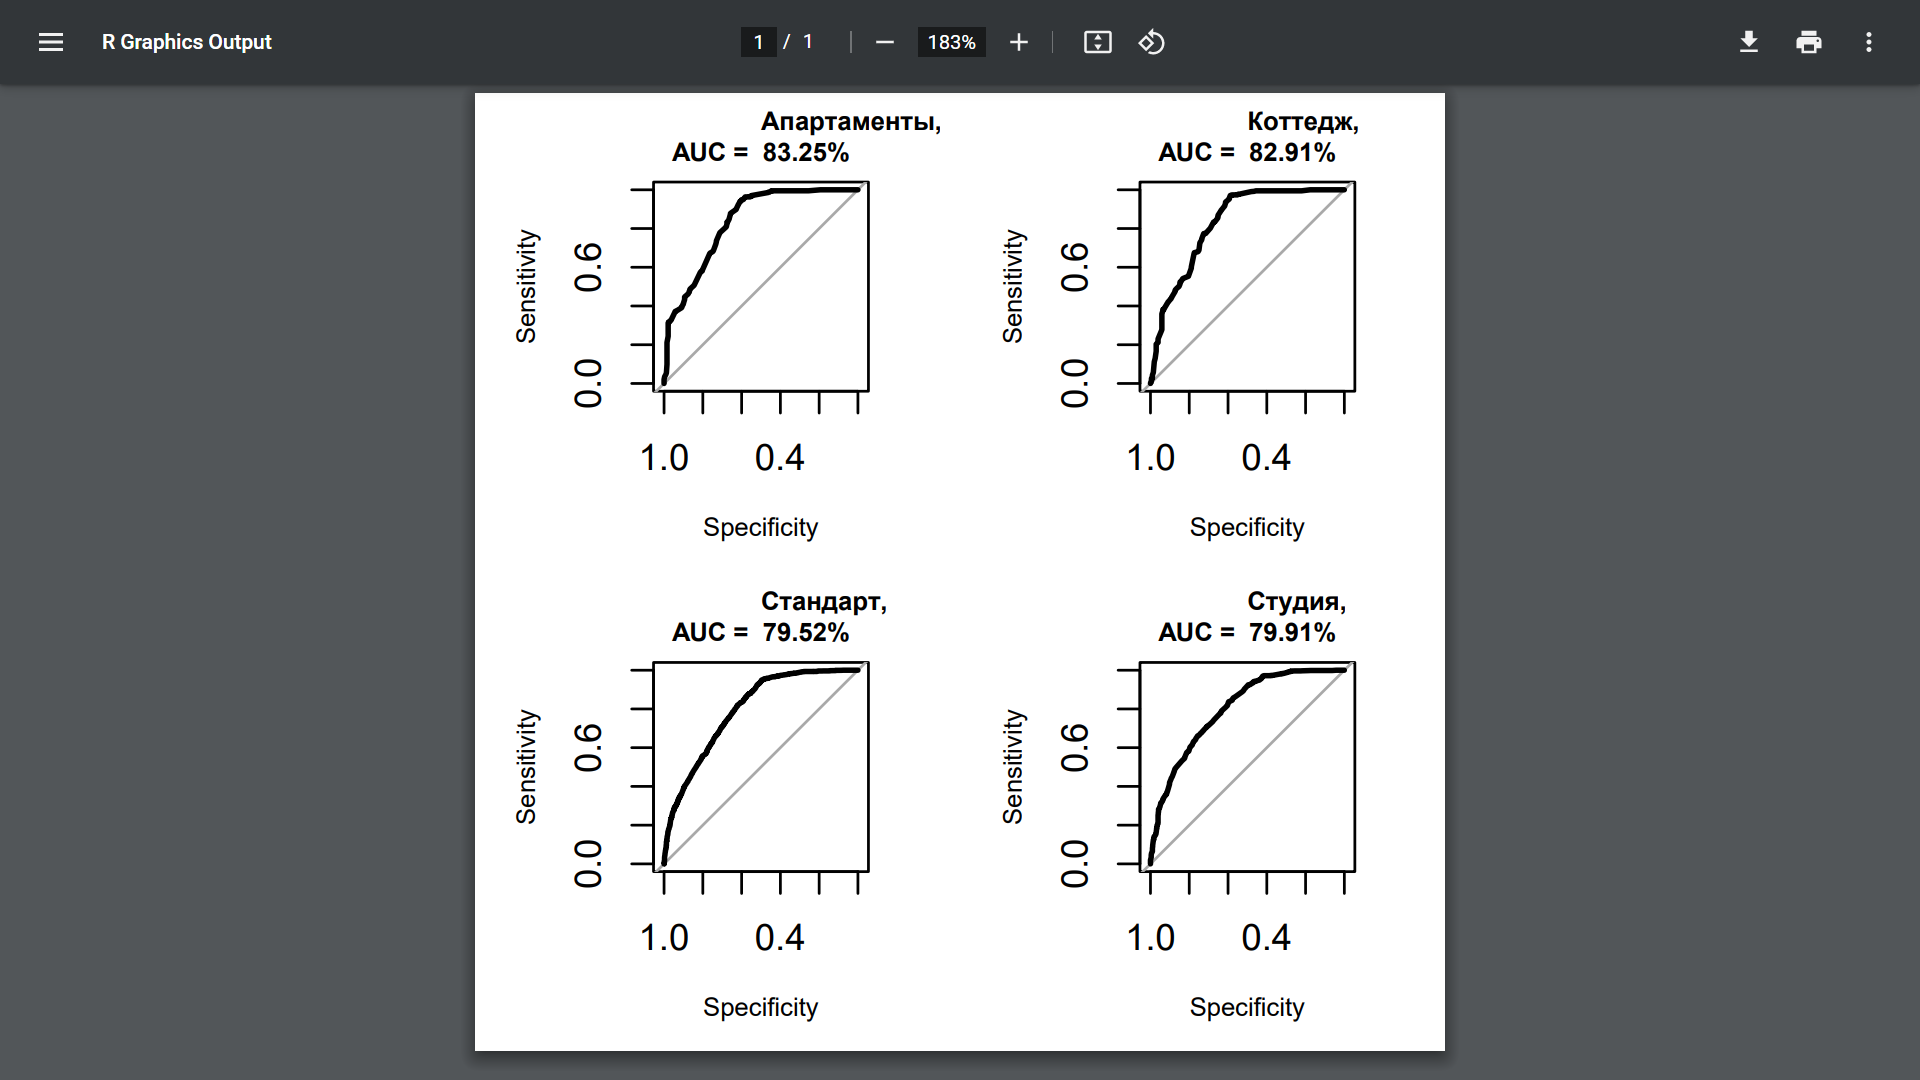 R Graphics Output
1 / 1
183%
Апартаменты,
AUC = 83.25%
Sensitivity
0.6
0.0
1.0 0.4
Specificity
Коттедж,
AUC = 82.91%
Sensitivity
0.6
0.0
1.0 0.4
Specificity
Стандарт,
AUC = 79.52%
Sensitivity
0.6
0.0
1.0 0.4
Specificity
Студия,
AUC = 79.91%
Sensitivity
0.6
0.0
1.0 0.4
Specificity